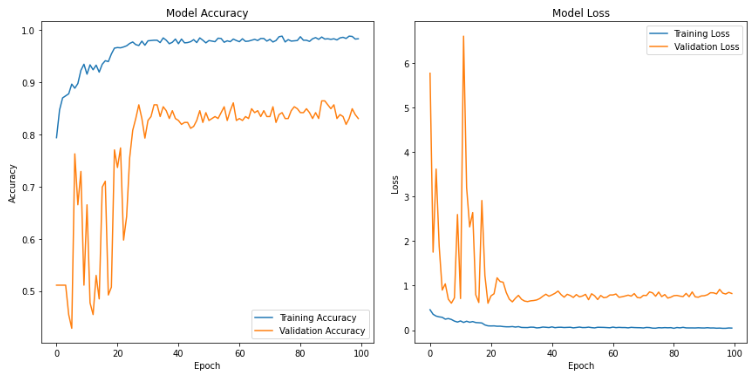 Model Accuracy
Accuracy
1.0
0.9
0.8
0.7
0.6
0.5
0 20 40 60 80 100
Epoch
Training Accuracy
Validation Accuracy
Model Loss
Loss
6
5
4
3
2
1
0
0 20 40 60 80 100
Epoch
Training Loss
Validation Loss